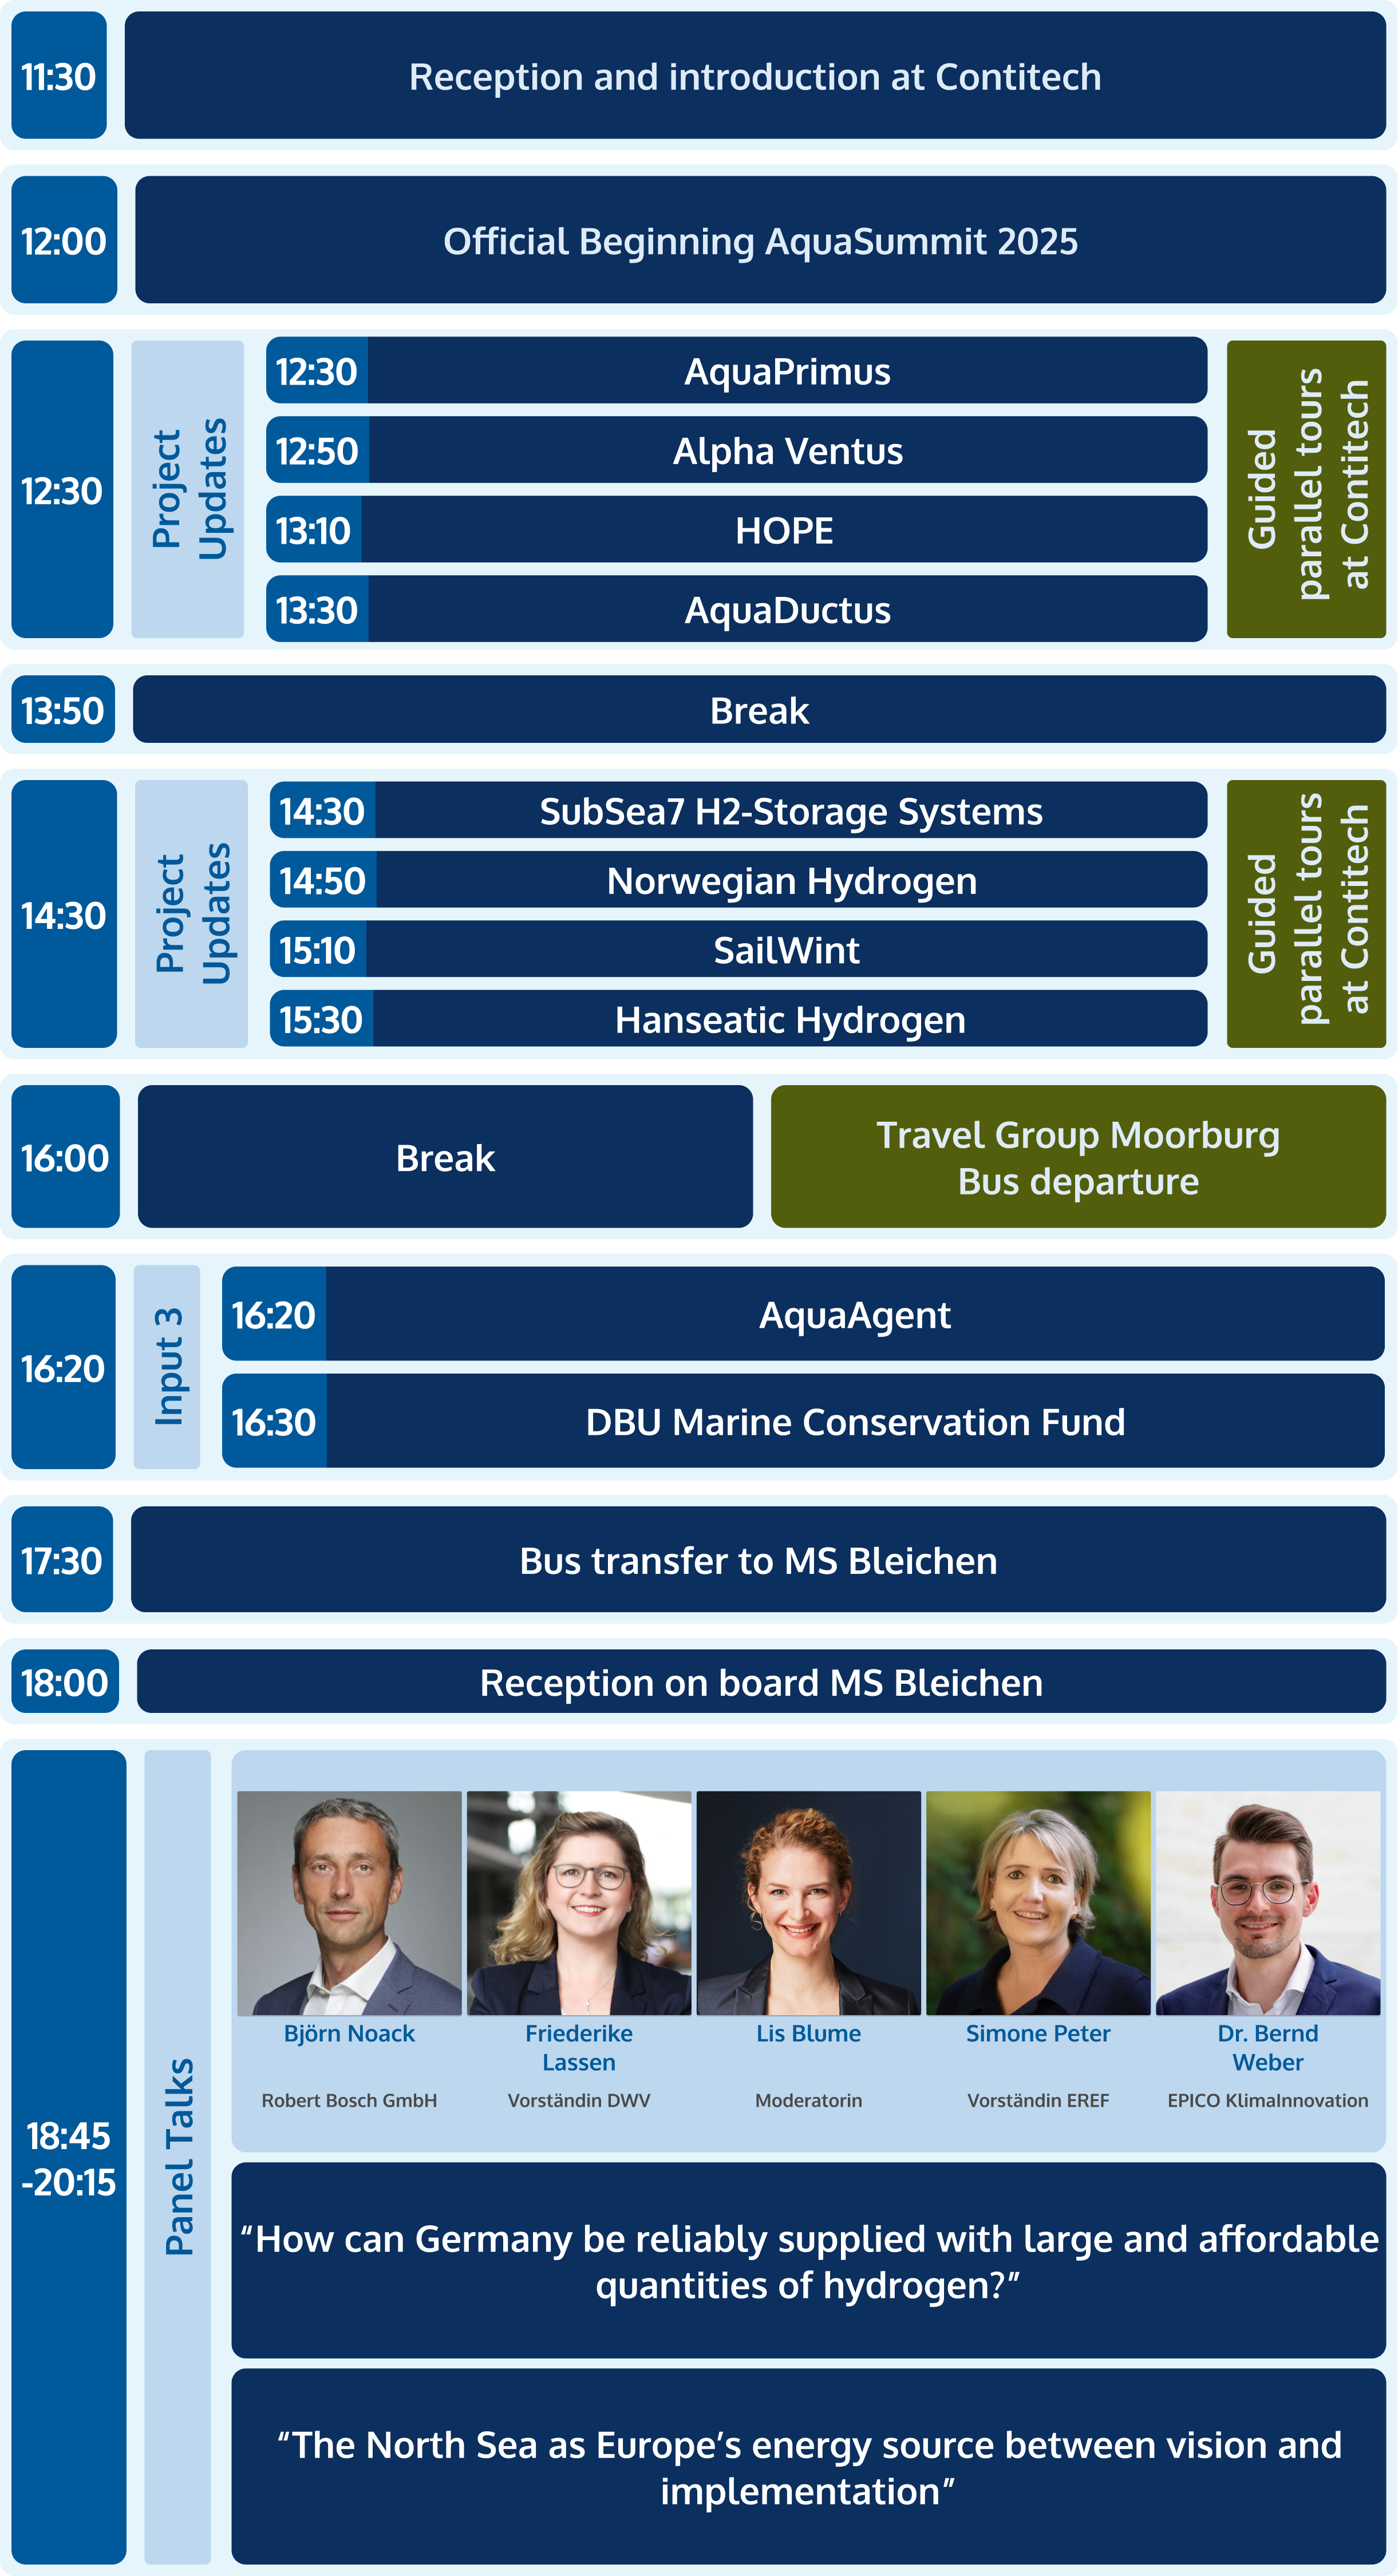 11:30
Reception and introduction at Contitech
12:00
Official Beginning AquaSummit 2025
12:30
Project
Updates
12:30
AquaPrimus
12:50
Alpha Ventus
13:10
HOPE
13:30
AquaDuctus
Guided
parallel tours
at Contitech
13:50
Break
14:30
Project
Updates
14:30
SubSea7 H2-Storage Systems
14:50
Norwegian Hydrogen
15:10
SailWint
15:30
Hanseatic Hydrogen
Guided
parallel tours
at Contitech
16:00
Break
Travel Group Moorburg
Bus departure
16:20
Input 3
16:20
AquaAgent
16:30
DBU Marine Conservation Fund
17:30
Bus transfer to MS Bleichen
18:00
Reception on board MS Bleichen
18:45
-20:15
Panel Talks
Björn Noack
Robert Bosch GmbH
Friederike
Lassen
Vorständin DWV
Lis Blume
Moderatorin
Simone Peter
Vorständin EREF
Dr. Bernd
Weber
EPICO KlimaInnovation
“How can Germany be reliably supplied with large and affordable
quantities of hydrogen?”
“The North Sea as Europe’s energy source between vision and
implementation”